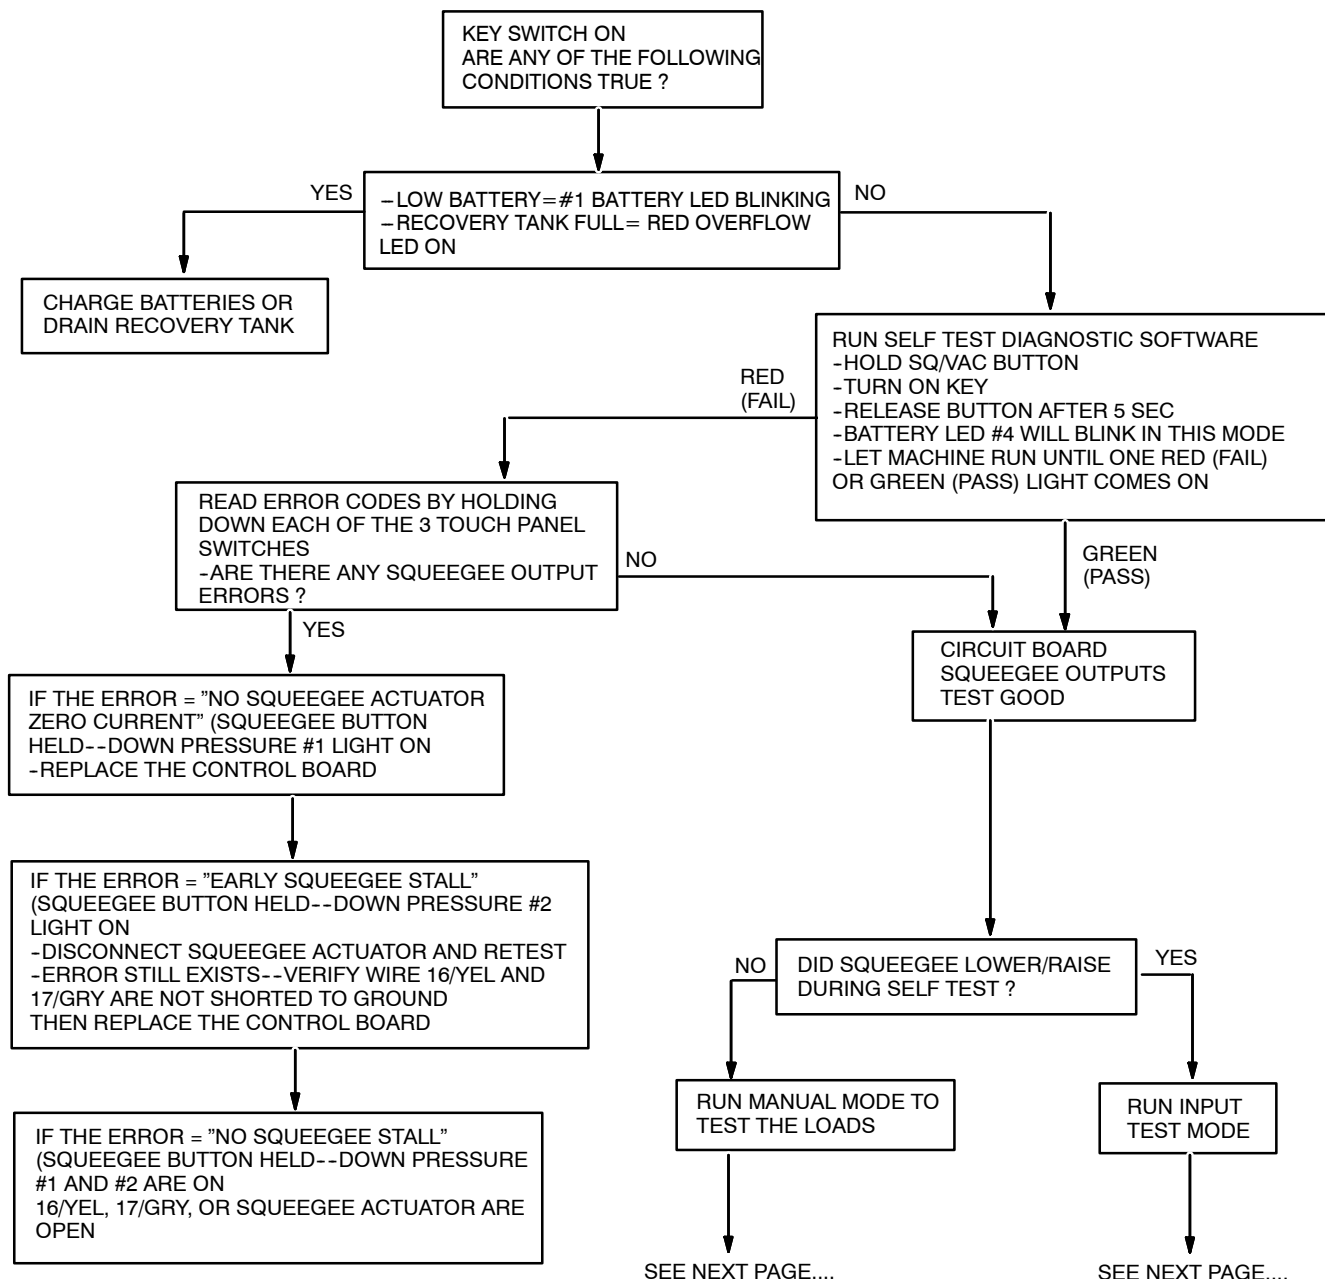 KEY SWITCH ON
ARE ANY OF THE FOLLOWING
CONDITIONS TRUE ?
YES
--LOW BATTERY=#1 BATTERY LED BLINKING
--RECOVERY TANK FULL= RED OVERFLOW
LED ON
NO
CHARGE BATTERIES OR
DRAIN RECOVERY TANK
RUN SELF TEST DIAGNOSTIC SOFTWARE
--HOLD SQ/VAC BUTTON
--TURN ON KEY
--RELEASE BUTTON AFTER 5 SEC
--BATTERY LED #4 WILL BLINK IN THIS MODE
--LET MACHINE RUN UNTIL ONE RED (FAIL)
OR GREEN (PASS) LIGHT COMES ON
RED
(FAIL)
READ ERROR CODES BY HOLDING
DOWN EACH OF THE 3 TOUCH PANEL
SWITCHES
--ARE THERE ANY SQUEEGEE OUTPUT
ERRORS ?
NO
GREEN
(PASS)
YES
CIRCUIT BOARD
SQUEEGEE OUTPUTS
TEST GOOD
IF THE ERROR = ”NO SQUEEGEE ACTUATOR
ZERO CURRENT” (SQUEEGEE BUTTON
HELD--DOWN PRESSURE #1 LIGHT ON
--REPLACE THE CONTROL BOARD
IF THE ERROR = ”EARLY SQUEEGEE STALL”
(SQUEEGEE BUTTON HELD--DOWN PRESSURE #2
LIGHT ON
--DISCONNECT SQUEEGEE ACTUATOR AND RETEST
--ERROR STILL EXISTS--VERIFY WIRE 16/YEL AND
17/GRY ARE NOT SHORTED TO GROUND
THEN REPLACE THE CONTROL BOARD
NO
DID SQUEEGEE LOWER/RAISE
DURING SELF TEST ?
YES
RUN MANUAL MODE TO
TEST THE LOADS
RUN INPUT
TEST MODE
IF THE ERROR = ”NO SQUEEGEE STALL”
(SQUEEGEE BUTTON HELD--DOWN PRESSURE
#1 AND #2 ARE ON
16/YEL, 17/GRY, OR SQUEEGEE ACTUATOR ARE
OPEN
SEE NEXT PAGE....
SEE NEXT PAGE....